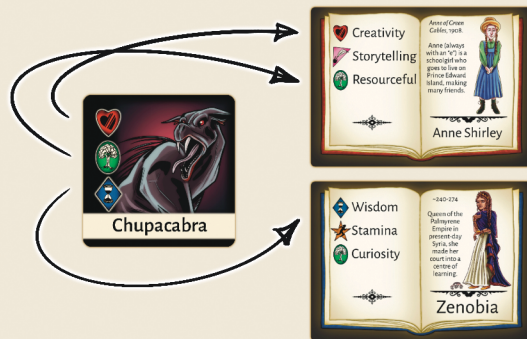 Creativity
Storytelling
Resourceful
Anne of Green
Gables, 1908.
Anne (always
with an "e") is a
schoolgirl who
goes to live on
Prince Edward
Island, making
many friends.
Anne Shirley
Chupacabra
Wisdom
Stamina
Curiosity
~240-274
Queen of the
Palmyrene
Empire in
present-day
Syria, she
made her
court into a
centre of
learning.
Zenobia